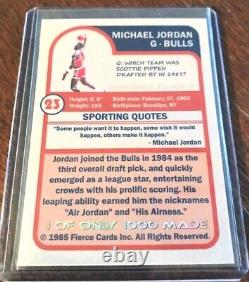 MICHAEL JORDAN
G - BULLS
Q: WHICH TEAM WAS
SCOTTIE PIPPEN
DRAFTED BY IN 1987?
23
Height: 6' 6"
Weight: 195
Birth date: February 17, 1963
Birthplace: Brooklyn, NY
SPORTING QUOTES
"Some people want it to happen, some wish it would
happen, others make it happen."
- Michael Jordan
Jordan joined the Bulls in 1984 as the
third overall draft pick, and quickly
emerged as a league star, entertaining
crowds with his prolific scoring. His
leaping ability earned him the nicknames
"Air Jordan" and "His Airness."
1 OF ONLY 1000 MADE
© 1985 Fierce Cards Inc. All Rights Reserved.